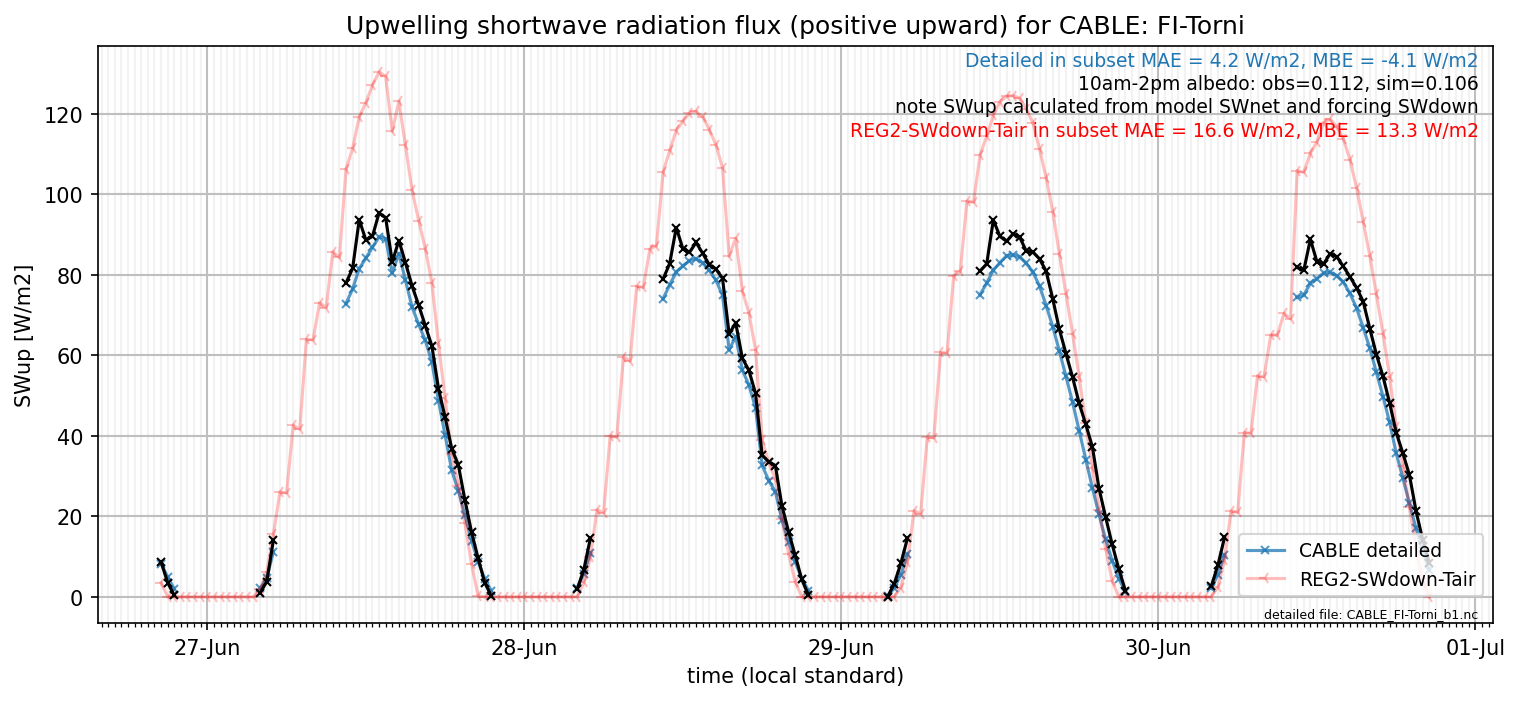 Upwelling shortwave radiation flux (positive upward) for CABLE: FI-Torni
Detailed in subset MAE = 4.2 W/m2, MBE = -4.1 W/m2
10am-2pm albedo: obs=0.112, sim=0.106
note SWup calculated from model SWnet and forcing SWdown
REG2-SWdown-Tair in subset MAE = 16.6 W/m2, MBE = 13.3 W/m2
SWup [W/m2]
120
100
80
60
40
20
0
CABLE detailed
REG2-SWdown-Tair
detailed file: CABLE_FI-Torni_b1.nc
27-Jun
28-Jun
29-Jun
30-Jun
01-Jul
time (local standard)